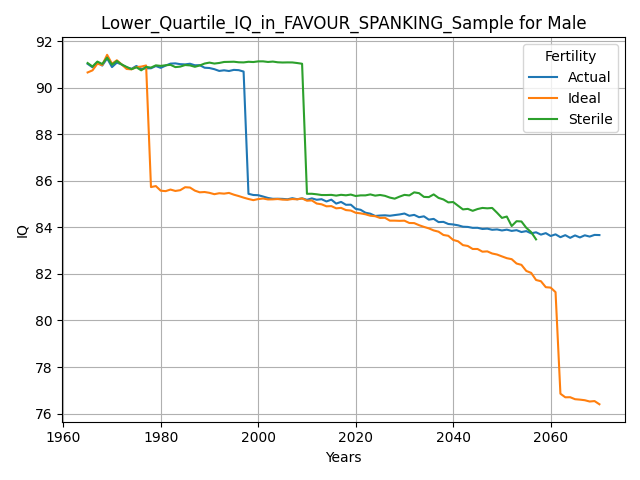 Lower_Quartile_IQ_in_FAVOUR_SPANKING_Sample for Male
Fertility
Actual
Ideal
Sterile
92
90
88
86
84
82
80
78
76
IQ
1960
1980
2000
2020
2040
2060
Years